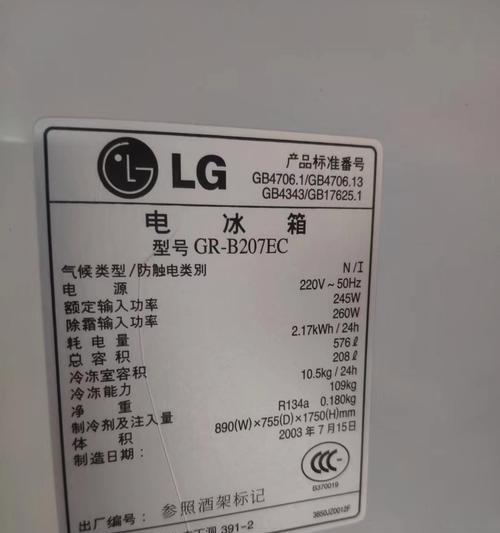 LG
产品标准番号
GB4706.1/GB4706.13
GB4343/GB17625.1
电 冰 箱
型号 GR-B207EC
气候类型/防触电类别 N/I
电 源 220V ~ 50Hz
额定输入功率 245W
除霜输入功率 260W
耗 电 量 2.17kWh / 24h
总 容 积 576ℓ
冷冻室容积 208ℓ
冷冻能力 10.5kg / 24h
净 重 109kg
制冷剂及注入量 R134a 0.180kg
体 积 890(W)×755(D)×1750(H)mm
制造日期: 2003 年 7 月 15日
CCC
B370019
出厂编号: 参照酒架标记
3850JZ0012F
391-2